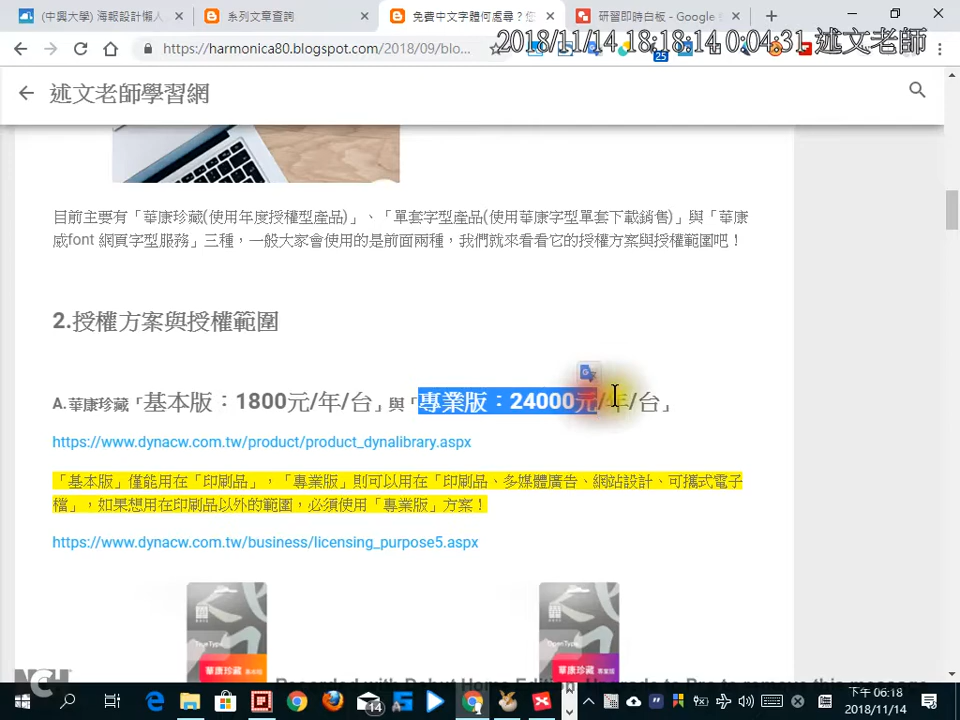 (中興大學) 海報設計懶人
系列文章查詢
免費中文字體何處尋？您
研習即時白板 - Google
https://harmonica80.blogspot.com/2018/09/blo...
2018/11/14 18:18:14 0:04:31 述文老師
25
述文老師學習網
目前主要有「華康珍藏(使用年度授權型產品)」、「單套字型產品(使用華康字型單套下載銷售)」與「華康
威font 網頁字型服務」三種，一般大家會使用的是前面兩種，我們就來看看它的授權方案與授權範圍吧！
2.授權方案與授權範圍
A.華康珍藏「基本版：1800元/年/台」與「專業版：24000元/年/台」
https://www.dynacw.com.tw/product/product_dynalibrary.aspx
「基本版」僅能用在「印刷品」，「專業版」則可以用在「印刷品、多媒體廣告、網站設計、可攜式電子
檔」，如果想用在印刷品以外的範圍，必須使用「專業版」方案！
https://www.dynacw.com.tw/business/licensing_purpose5.aspx
TrueType
華康珍藏
OpenType
華康珍藏
NCH
14
下午 06:18
2018/11/14